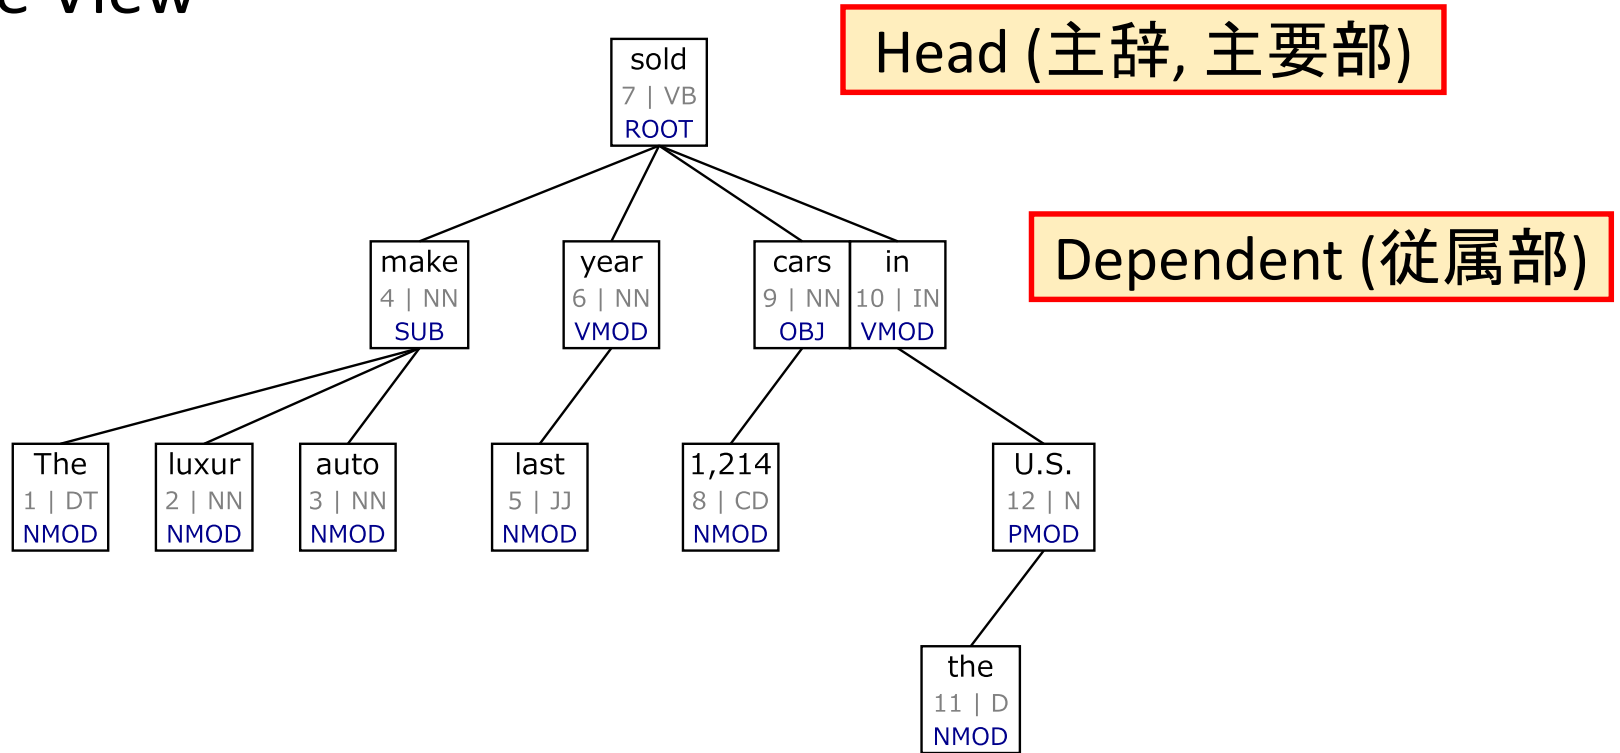 e View
Head (主辞, 主要部)
sold
7 | VB
ROOT
Dependent (従属部)
make
4 | NN
SUB
year
6 | NN
VMOD
cars
9 | NN
OBJ
in
10 | IN
VMOD
The
1 | DT
NMOD
luxur
2 | NN
NMOD
auto
3 | NN
NMOD
last
5 | JJ
NMOD
1,214
8 | CD
NMOD
U.S.
12 | N
PMOD
the
11 | D
NMOD